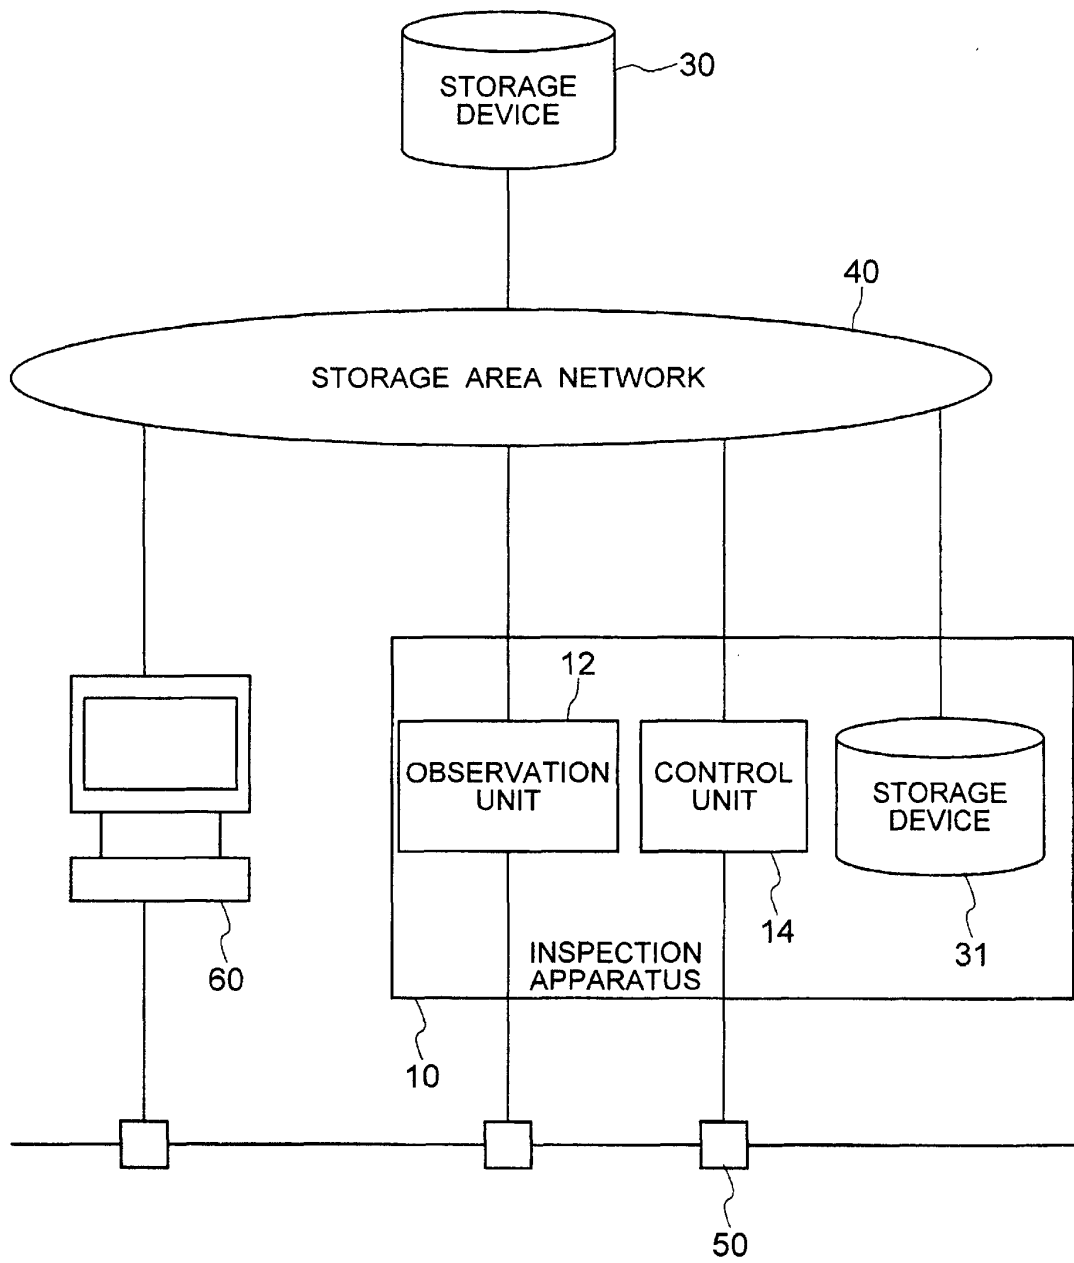 STORAGE
DEVICE
30
40
STORAGE AREA NETWORK
12
OBSERVATION
UNIT
CONTROL
UNIT
STORAGE
DEVICE
14
31
60
INSPECTION
APPARATUS
10
50